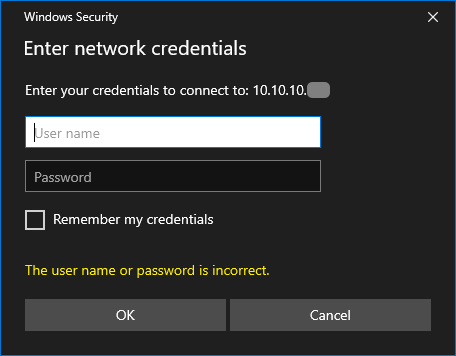 Windows Security
Enter network credentials
Enter your credentials to connect to: 10.10.10.
User name
Password
Remember my credentials
The user name or password is incorrect.
OK
Cancel